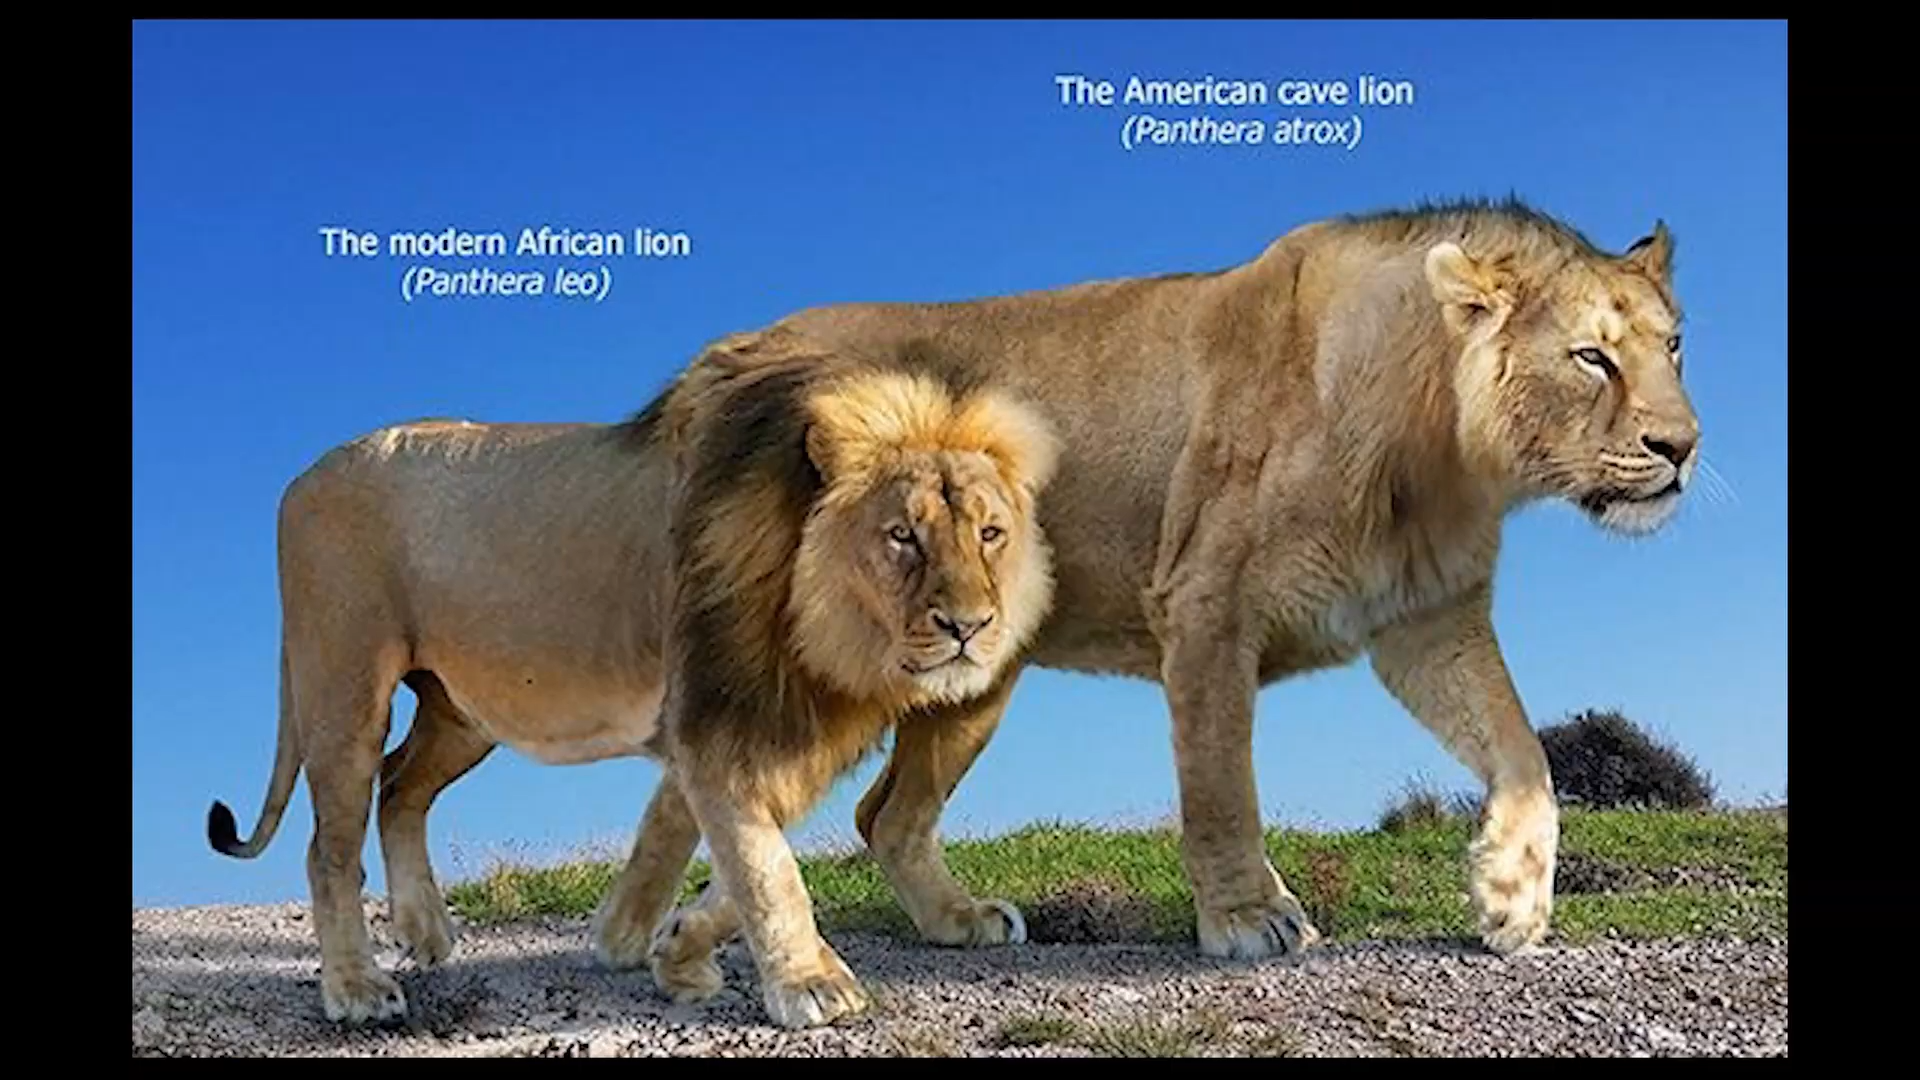 The American cave lion
(Panthera atrox)
The modern African lion
(Panthera leo)